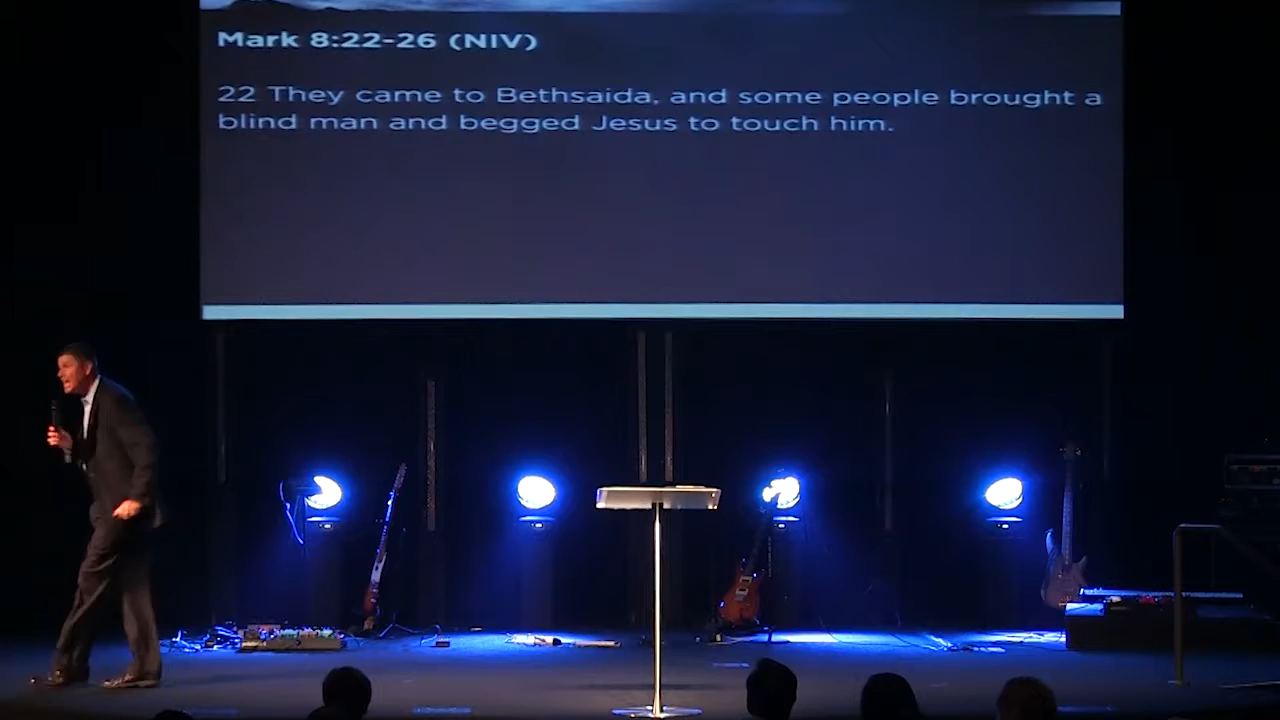 Mark 8:22-26 (NIV)
22 They came to Bethsaida, and some people brought a
blind man and begged Jesus to touch him.